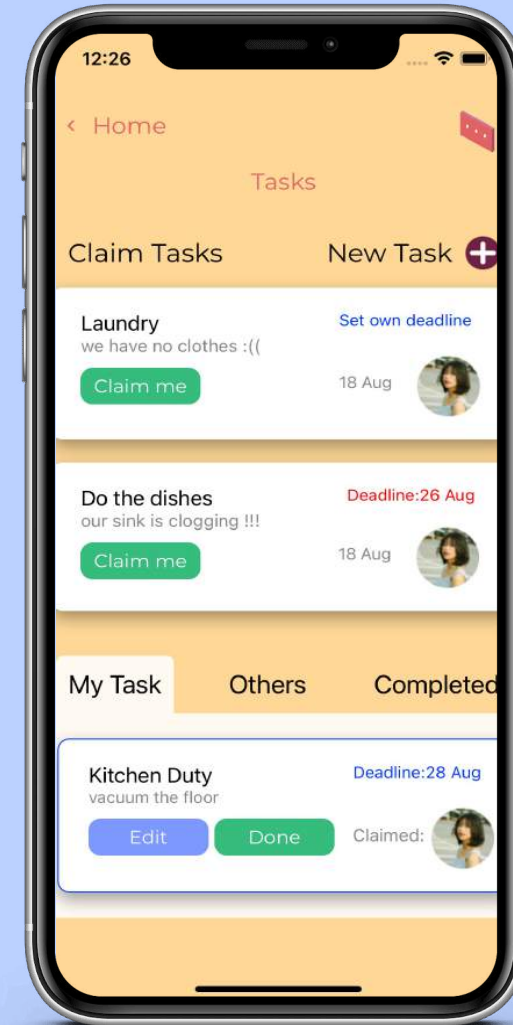 12:26
< Home
Tasks
Claim Tasks
New Task
Laundry
Set own deadline
we have no clothes :((
Claim me
18 Aug
Do the dishes
Deadline:26 Aug
our sink is clogging !!!
Claim me
18 Aug
My Task
Others
Completed
Kitchen Duty
Deadline:28 Aug
vacuum the floor
Edit
Done
Claimed: